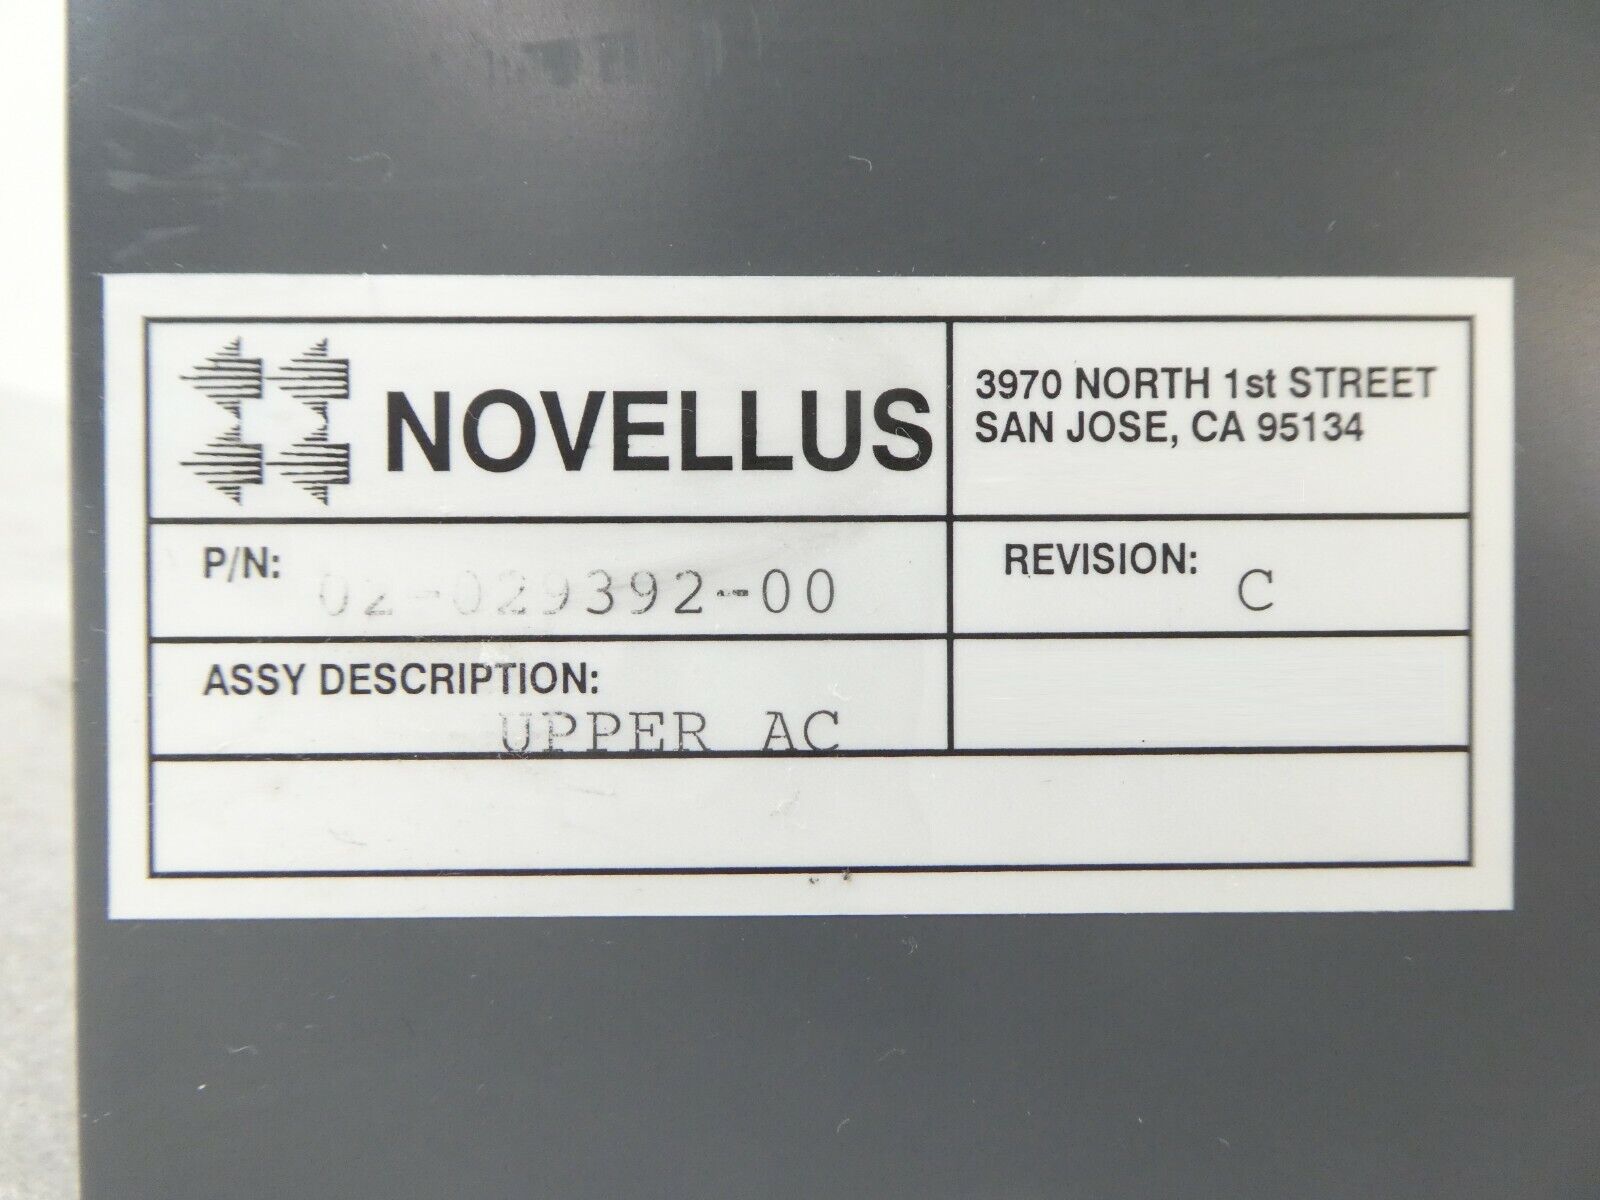 NOVELLUS
3970 NORTH 1st STREET
SAN JOSE, CA 95134
P/N: 02-029392-00
REVISION: C
ASSY DESCRIPTION:
UPPER AC